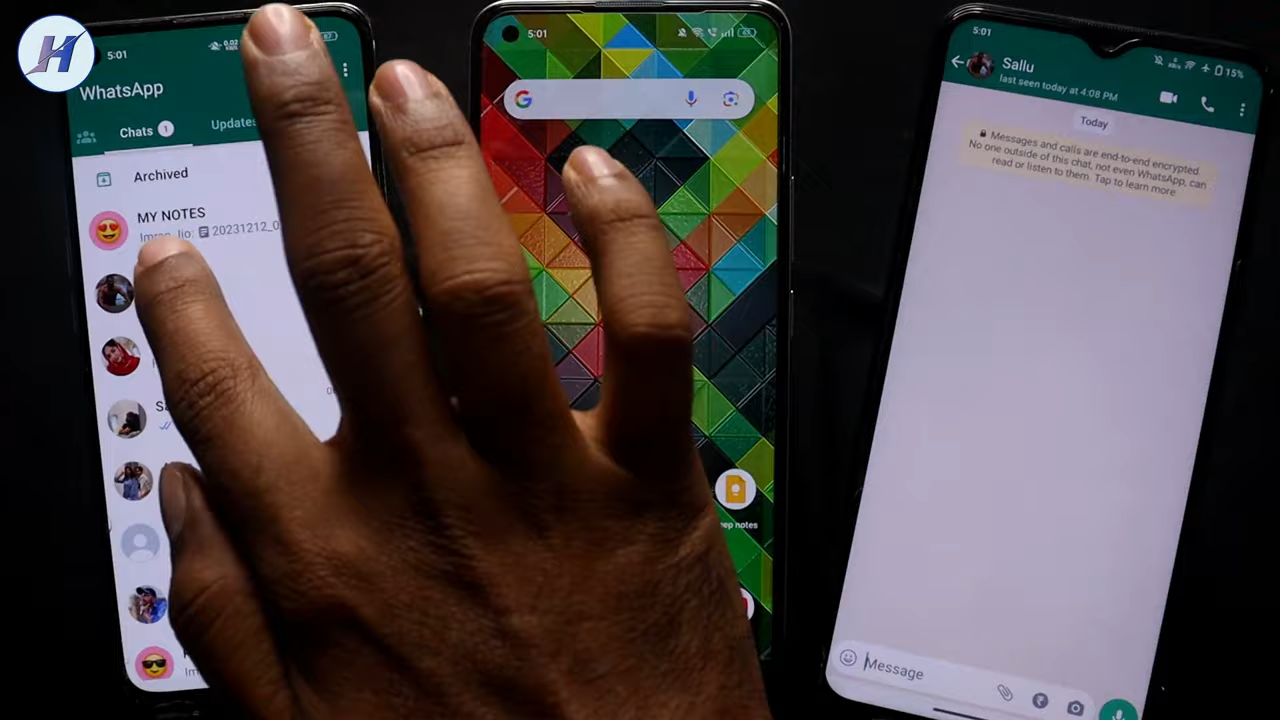 H
5:01
WhatsApp
Chats 1
Updates
Archived
MY NOTES
20231212_0
5:01
G
notes
5:01
15%
Sallu
last seen today at 4:08 PM
Today
Messages and calls are end-to-end encrypted.
No one outside of this chat, not even WhatsApp, can
read or listen to them. Tap to learn more.
Message